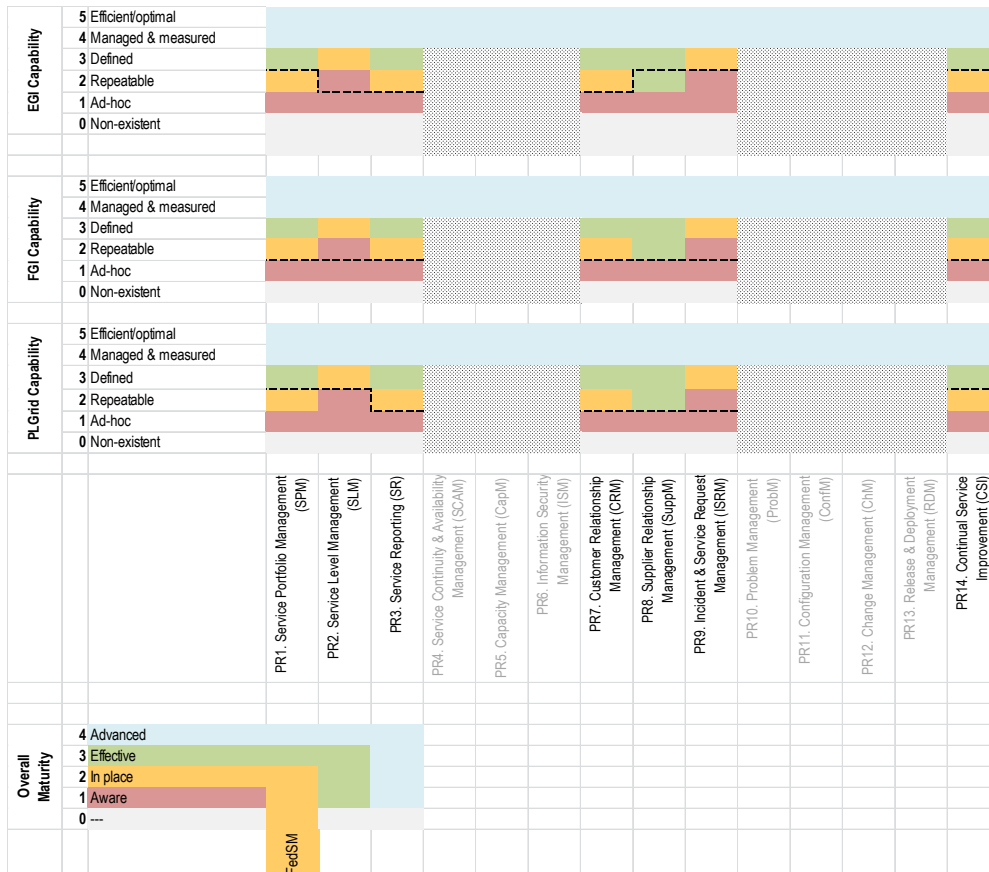 EGI Capability
5 Efficient/optimal
4 Managed & measured
3 Defined
2 Repeatable
1 Ad-hoc
0 Non-existent
FGI Capability
5 Efficient/optimal
4 Managed & measured
3 Defined
2 Repeatable
1 Ad-hoc
0 Non-existent
PLGrid Capability
5 Efficient/optimal
4 Managed & measured
3 Defined
2 Repeatable
1 Ad-hoc
0 Non-existent
PR1. Service Portfolio Management
(SPM)
PR2. Service Level Management
(SLM)
PR3. Service Reporting (SR)
PR4. Service Continuity & Availability
Management (SCAM)
PR5. Capacity Management (CapM)
PR6. Information Security
Management (ISM)
PR7. Customer Relationship
Management (CRM)
PR8. Supplier Relationship
Management (SuppM)
PR9. Incident & Service Request
Management (ISRM)
PR10. Problem Management
(ProbM)
PR11. Configuration Management
(ConfM)
PR12. Change Management (ChM)
PR13. Release & Deployment
Management (RDM)
PR14. Continual Service
Improvement (CSI)
Overall
Maturity
4 Advanced
3 Effective
2 In place
1 Aware
0 ---
FedSM